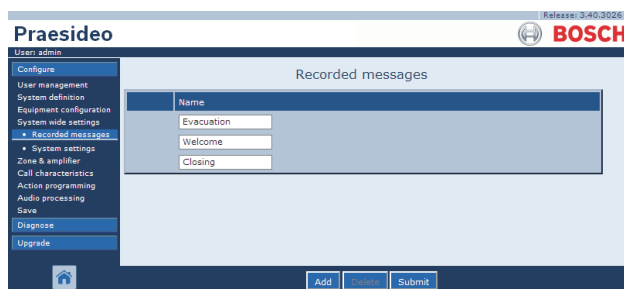 Release: 3.40.3026
Praesideo
BOSCH
User: admin
Configure
User management
System definition
Equipment configuration
System wide settings
• Recorded messages
• System settings
Zone & amplifier
Call characteristics
Action programming
Audio processing
Save
Diagnose
Upgrade
Recorded messages
Name
Evacuation
Welcome
Closing
Add Delete Submit